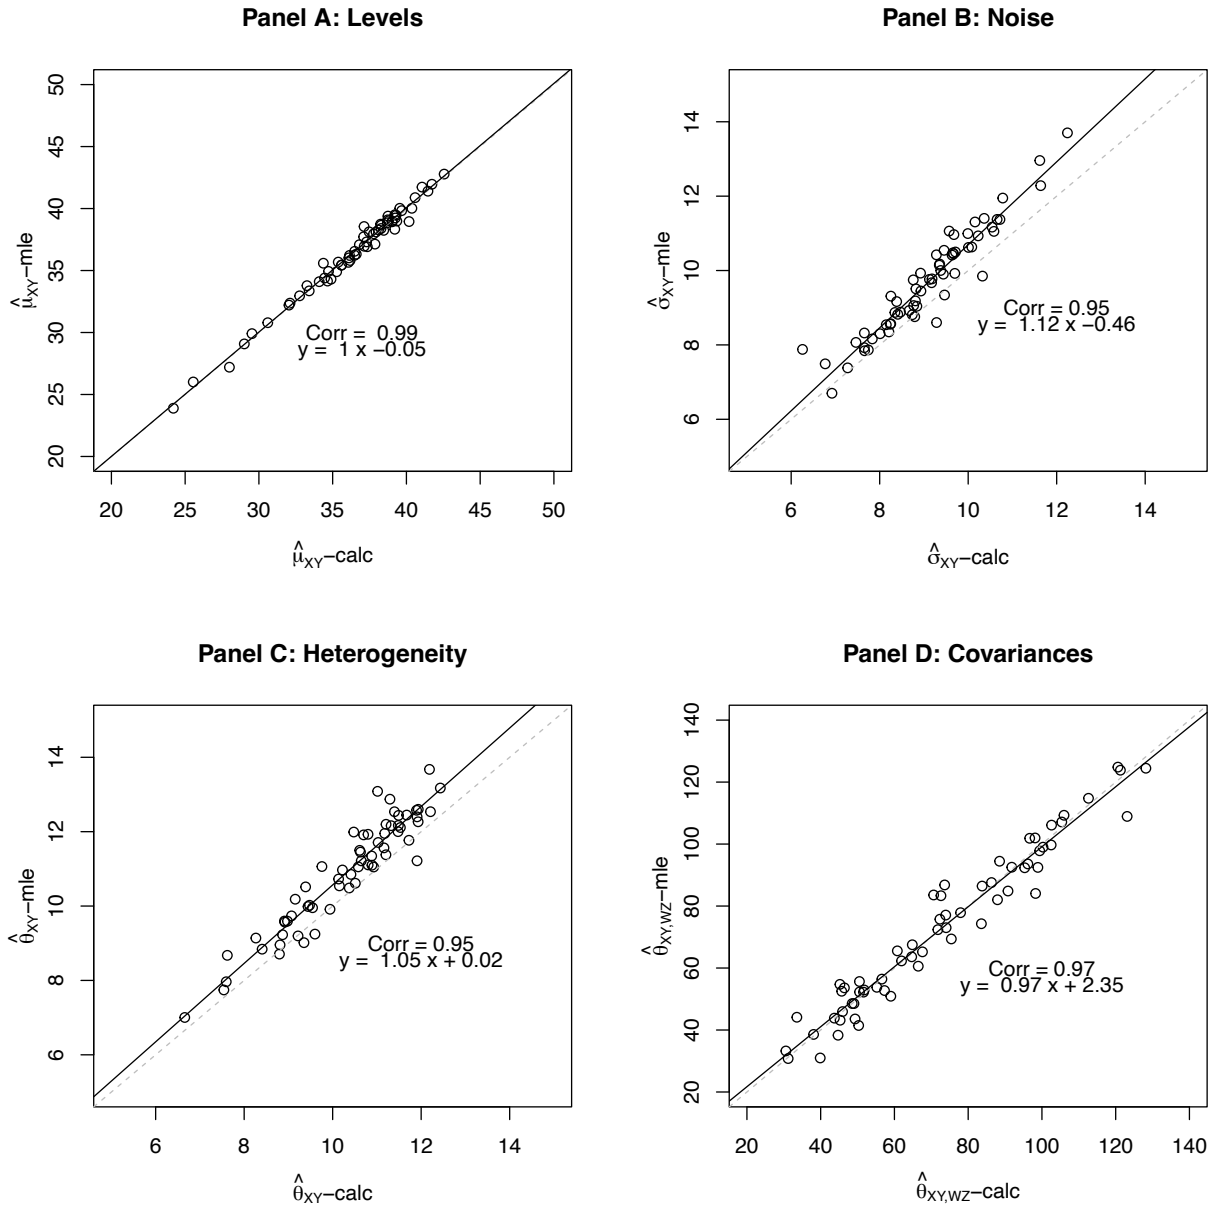 Panel A: Levels
50
45
40
35
30
25
20
μ̂XY−mle
Corr = 0.99
y = 1 x −0.05
20 25 30 35 40 45 50
μ̂XY−calc
Panel B: Noise
14
12
10
8
6
σ̂XY−mle
Corr = 0.95
y = 1.12 x −0.46
6 8 10 12 14
σ̂XY−calc
Panel C: Heterogeneity
14
12
10
8
6
θ̂XY−mle
Corr = 0.95
y = 1.05 x + 0.02
6 8 10 12 14
θ̂XY−calc
Panel D: Covariances
140
120
100
80
60
40
20
θ̂XY,WZ−mle
Corr = 0.97
y = 0.97 x + 2.35
20 40 60 80 100 120 140
θ̂XY,WZ−calc